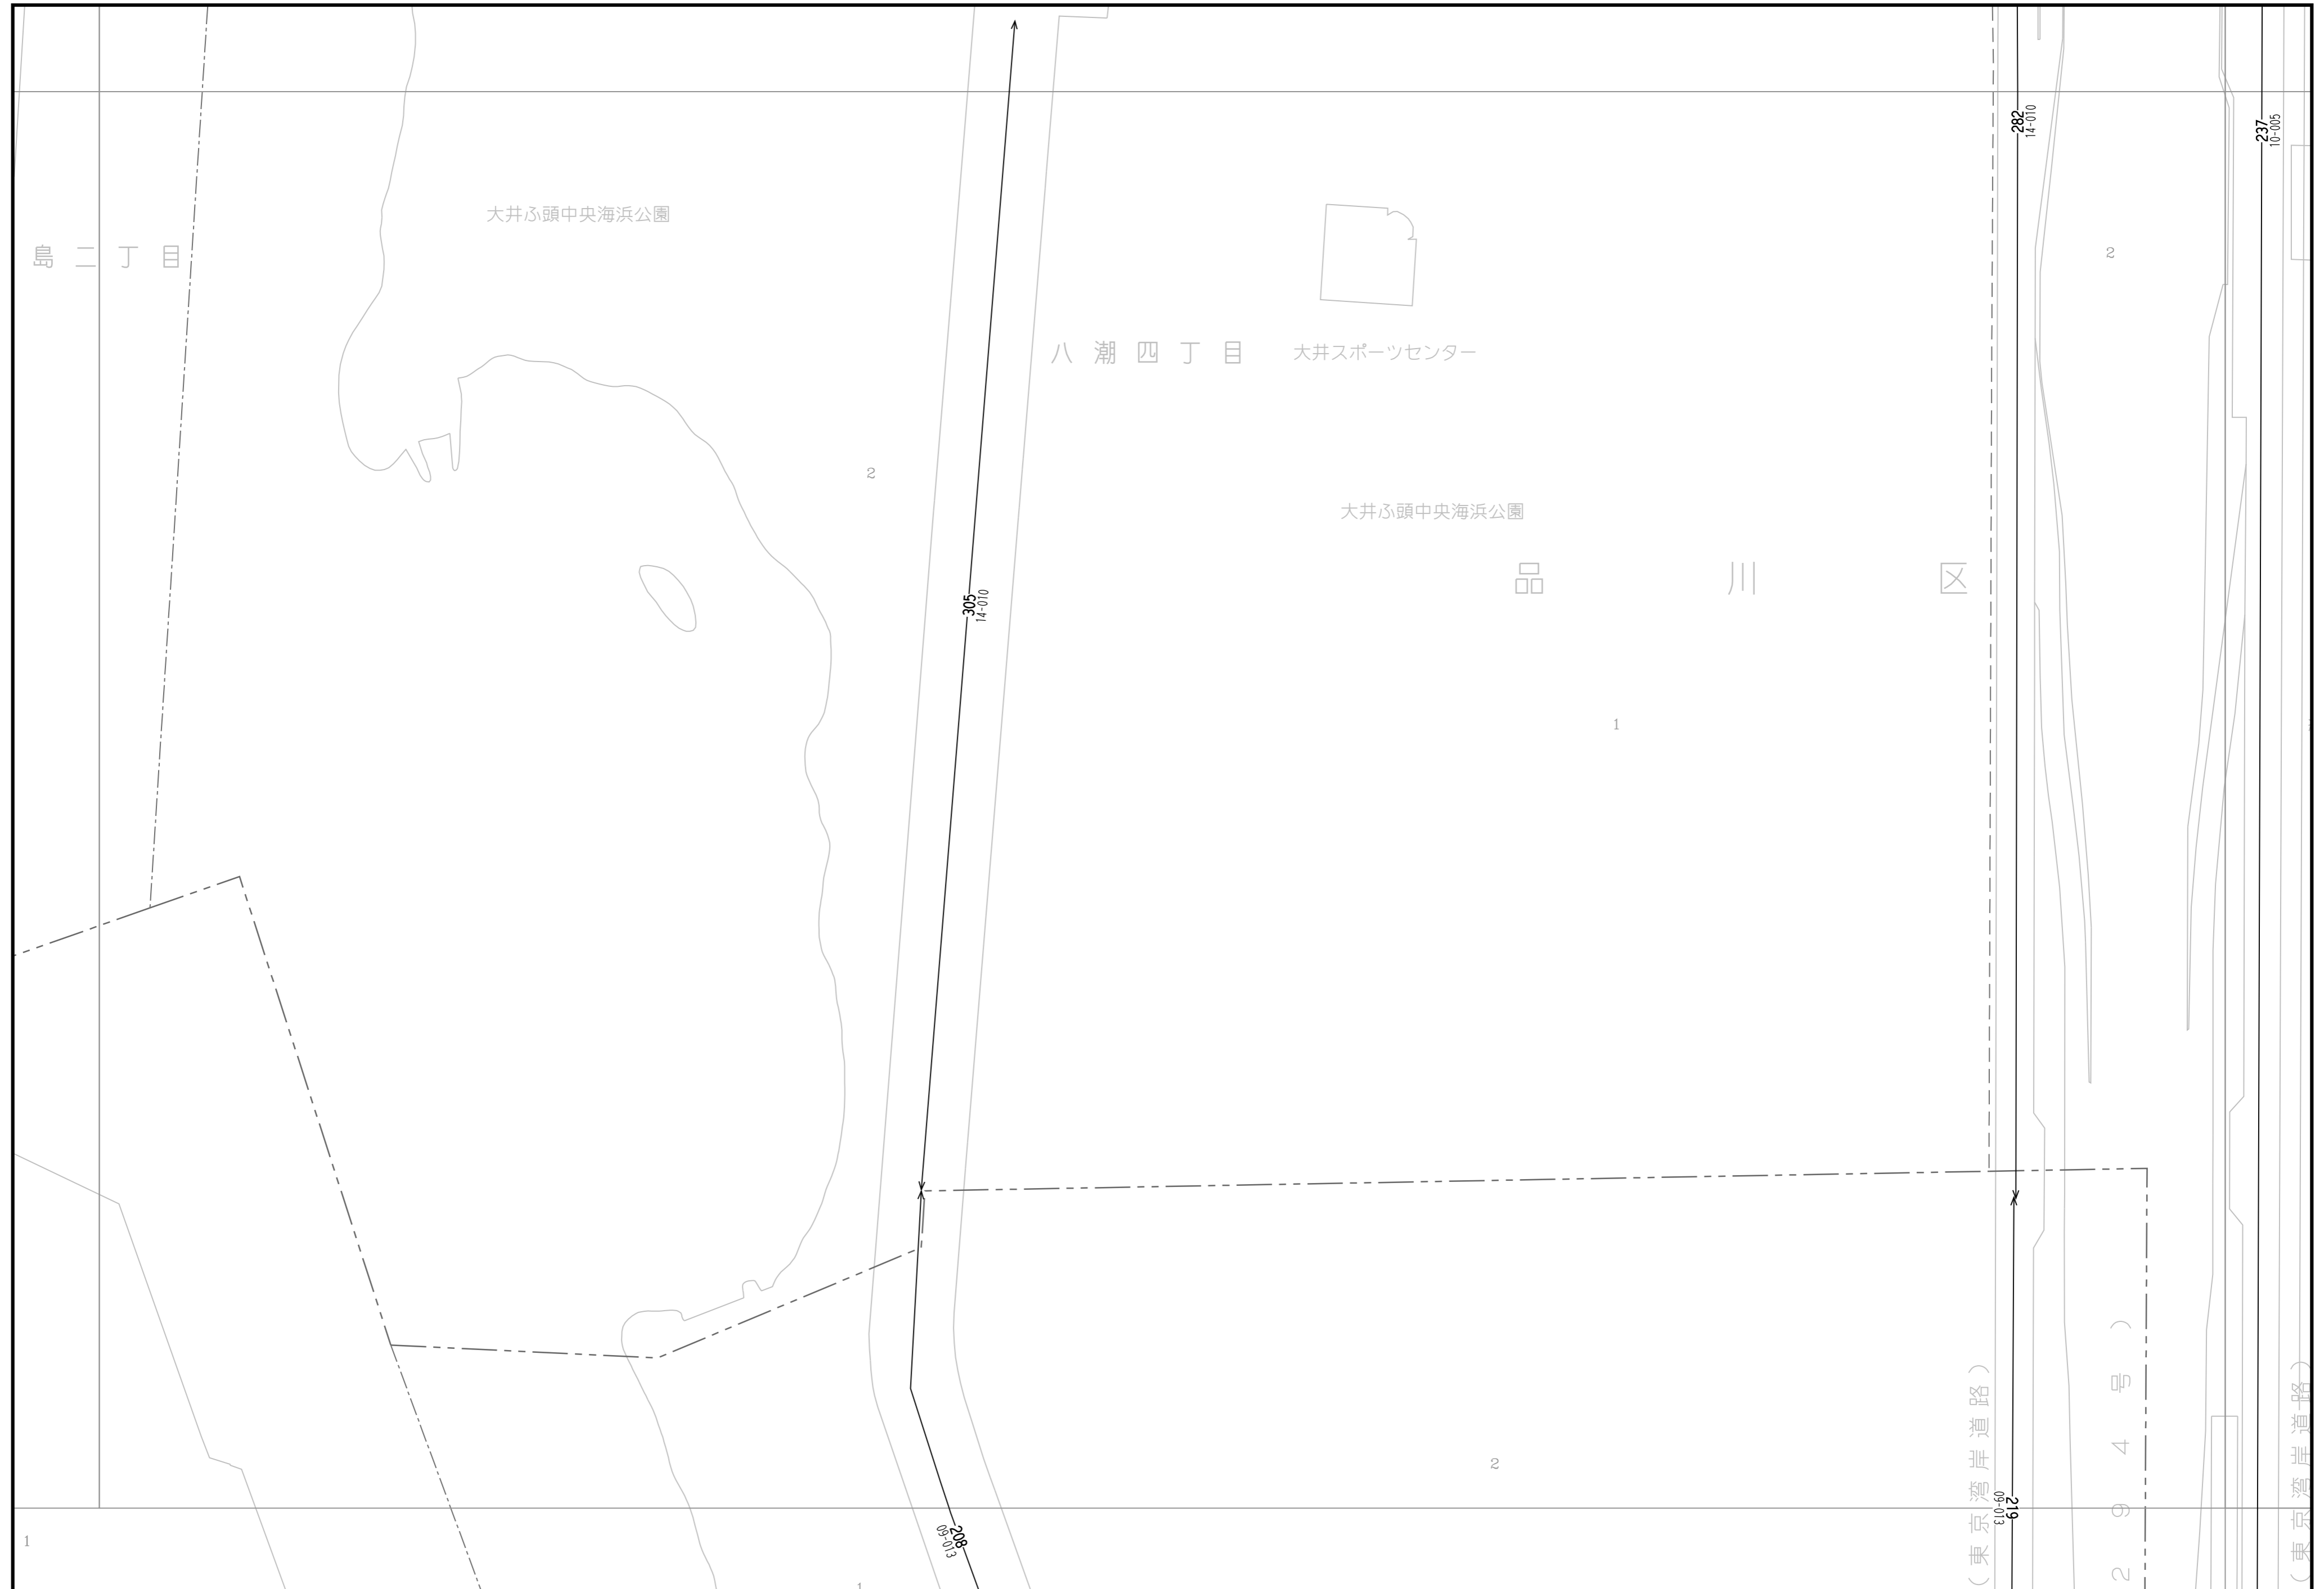 282
14-010
237
10-005
大井ふ頭中央海浜公園
島二丁目
2
八潮四丁目
大井スポーツセンター
2
大井ふ頭中央海浜公園
品川区
305
14-010
1
2
(東京湾岸道路)
294号)
(東京湾岸道路)
219
09-013
208
09-013
1
1